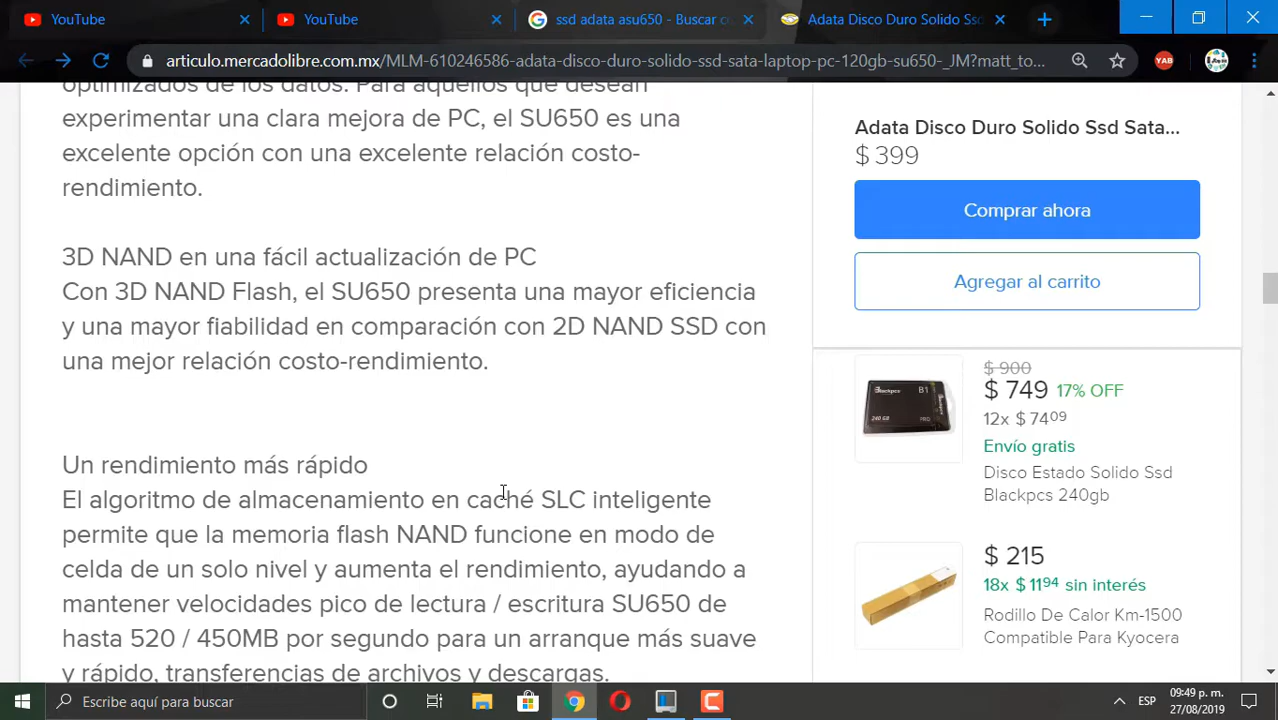 YouTube
YouTube
ssd adata asu650 - Buscar c
Adata Disco Duro Solido Ssd
articulo.mercadolibre.com.mx/MLM-610246586-adata-disco-duro-solido-ssd-sata-laptop-pc-120gb-su650-_JM?matt_to...
YAB
optimizados de los datos. Para aquellos que desean
experimentar una clara mejora de PC, el SU650 es una
excelente opción con una excelente relación costo-
rendimiento.
3D NAND en una fácil actualización de PC
Con 3D NAND Flash, el SU650 presenta una mayor eficiencia
y una mayor fiabilidad en comparación con 2D NAND SSD con
una mejor relación costo-rendimiento.
Un rendimiento más rápido
El algoritmo de almacenamiento en caché SLC inteligente
permite que la memoria flash NAND funcione en modo de
celda de un solo nivel y aumenta el rendimiento, ayudando a
mantener velocidades pico de lectura / escritura SU650 de
hasta 520 / 450MB por segundo para un arranque más suave
y rápido, transferencias de archivos y descargas.
Adata Disco Duro Solido Ssd Sata...
$ 399
Comprar ahora
Agregar al carrito
Blackpcs B1
240 GB PRO
$ 900
$ 749 17% OFF
12x $ 74 09
Envío gratis
Disco Estado Solido Ssd
Blackpcs 240gb
$ 215
18x $ 11 94 sin interés
Rodillo De Calor Km-1500
Compatible Para Kyocera
Escribe aquí para buscar
ESP
09:49 p. m.
27/08/2019